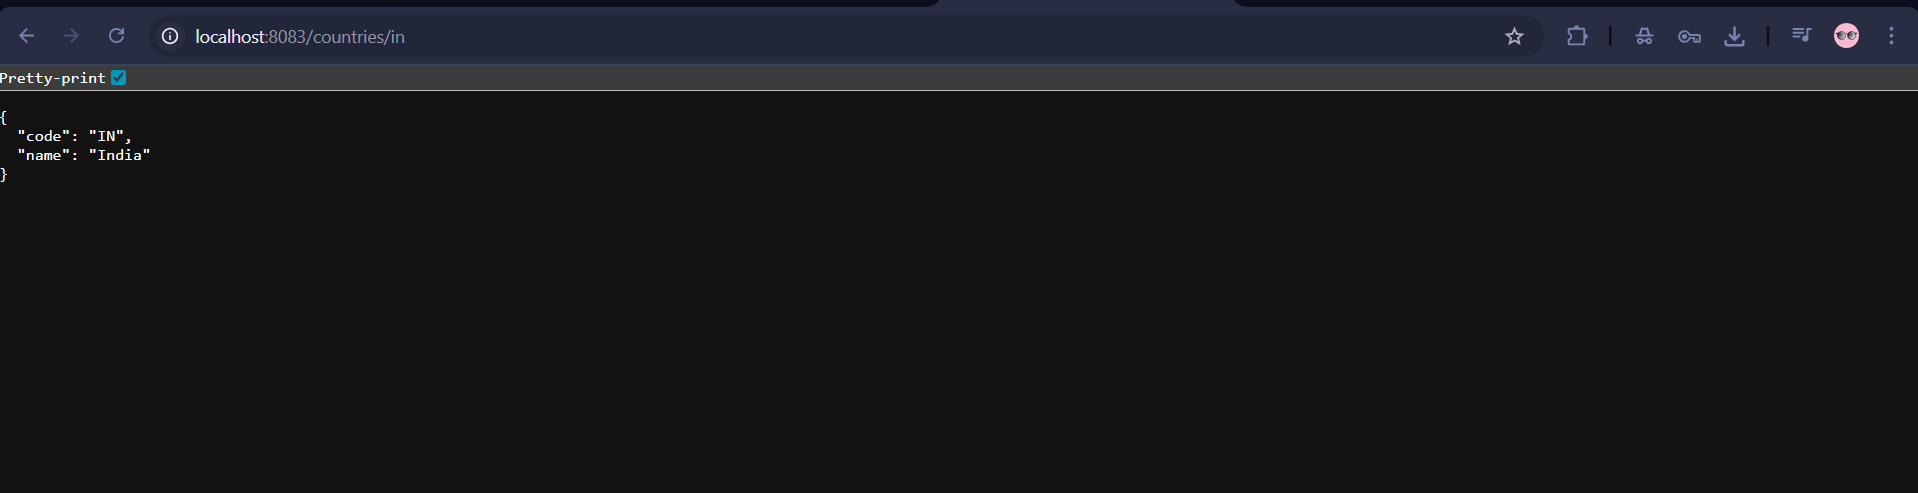 localhost:8083/countries/in
Pretty-print
{
  "code": "IN",
  "name": "India"
}